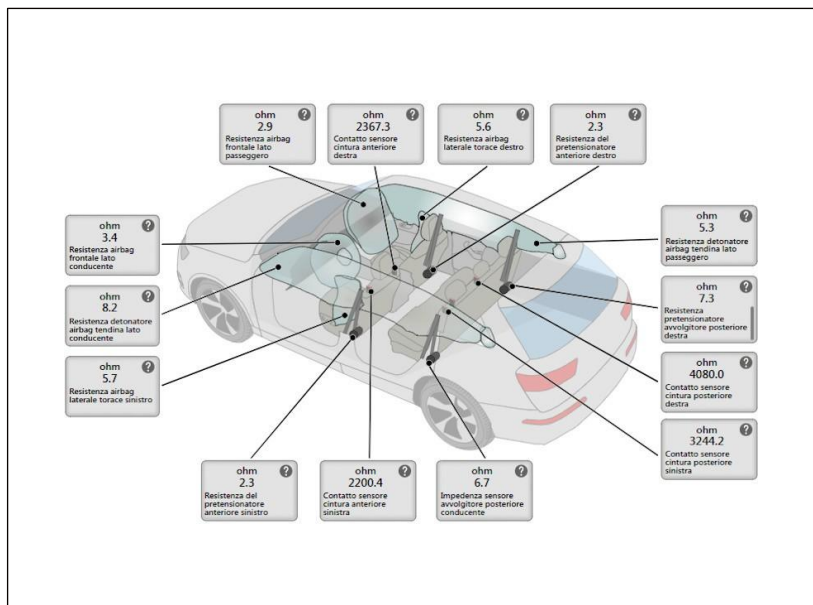 ohm
2.9
Resistenza airbag
frontale lato
passeggero
ohm
2367.3
Contatto sensore
cintura anteriore
destra
ohm
5.6
Resistenza airbag
laterale torace destro
ohm
2.3
Resistenza del
pretensionatore
anteriore destro
ohm
3.4
Resistenza airbag
frontale lato
conducente
ohm
5.3
Resistenza detonatore
airbag tendina lato
passeggero
ohm
8.2
Resistenza detonatore
airbag tendina lato
conducente
ohm
7.3
Resistenza
pretensionatore
avvolgitore posteriore
destra
ohm
5.7
Resistenza airbag
laterale torace sinistro
ohm
4080.0
Contatto sensore
cintura posteriore
destra
ohm
3244.2
Contatto sensore
cintura posteriore
sinistra
ohm
2.3
Resistenza del
pretensionatore
anteriore sinistro
ohm
2200.4
Contatto sensore
cintura anteriore
sinistra
ohm
6.7
Impedenza sensore
avvolgitore posteriore
conducente